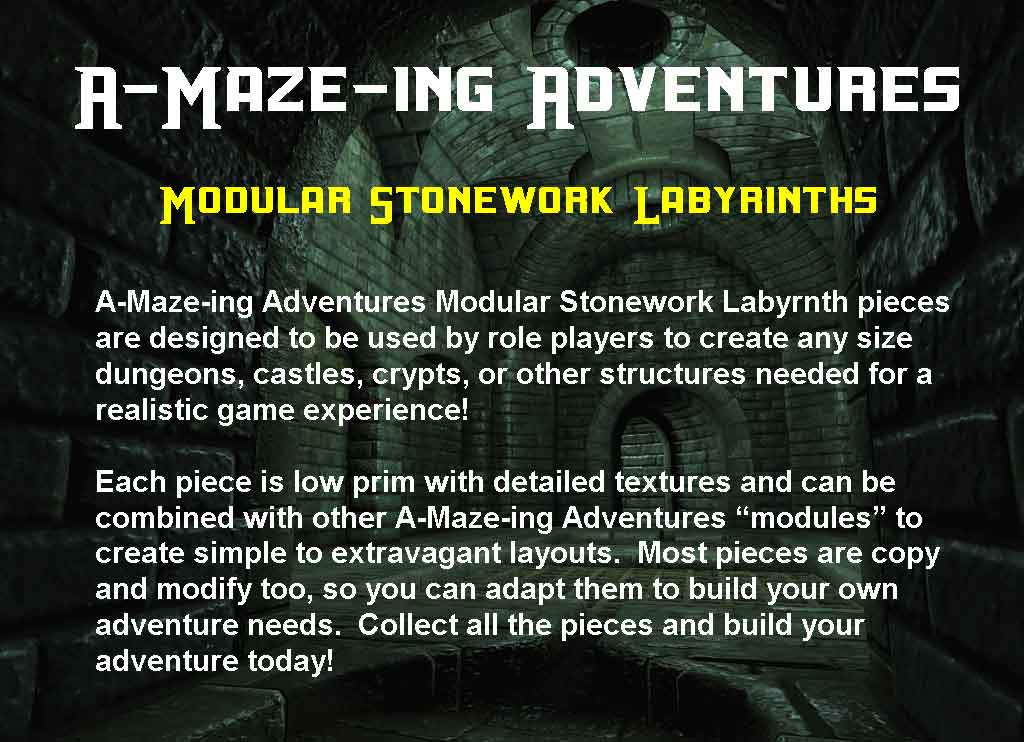 A-Maze-ing Adventures
Modular Stonework Labyrinths
A-Maze-ing Adventures Modular Stonework Labyrnth pieces
are designed to be used by role players to create any size
dungeons, castles, crypts, or other structures needed for a
realistic game experience!
Each piece is low prim with detailed textures and can be
combined with other A-Maze-ing Adventures “modules” to
create simple to extravagant layouts.  Most pieces are copy
and modify too, so you can adapt them to build your own
adventure needs.  Collect all the pieces and build your
adventure today!